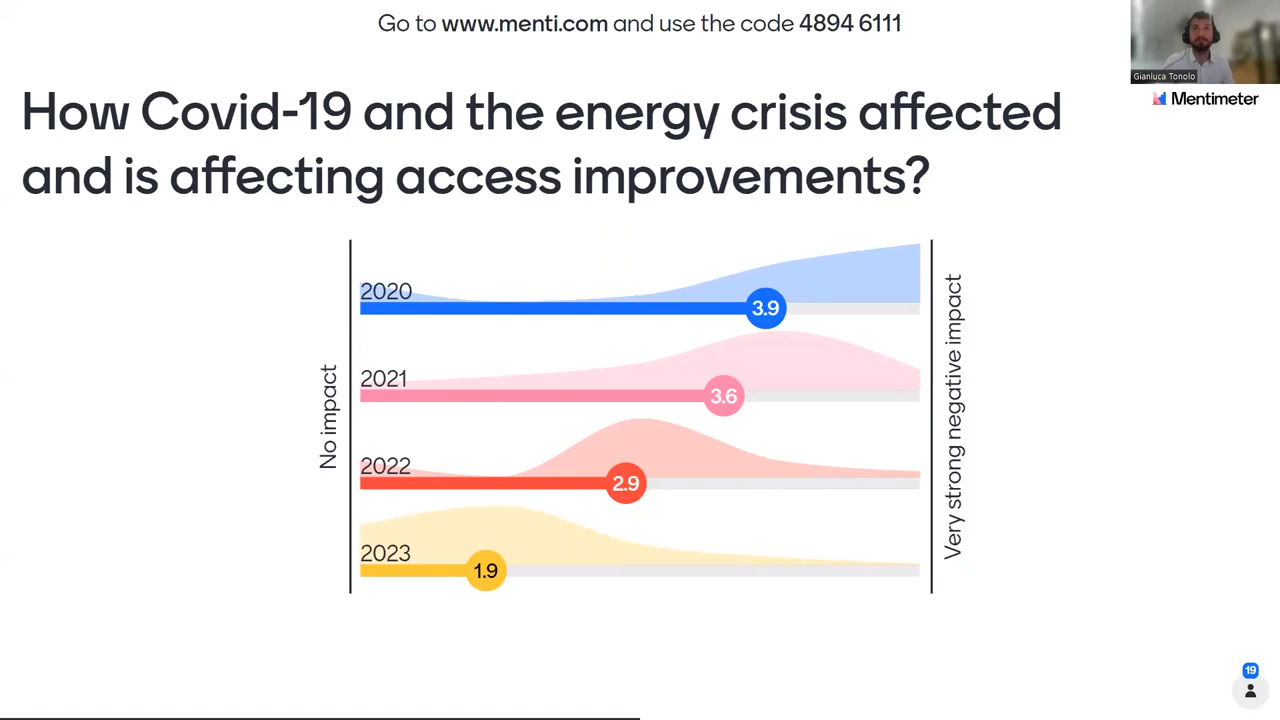 Go to www.menti.com and use the code 4894 6111
Gianluca Tonolo
Mentimeter
How Covid-19 and the energy crisis affected
and is affecting access improvements?
No impact
2020
3.9
2021
3.6
2022
2.9
2023
1.9
Very strong negative impact
19